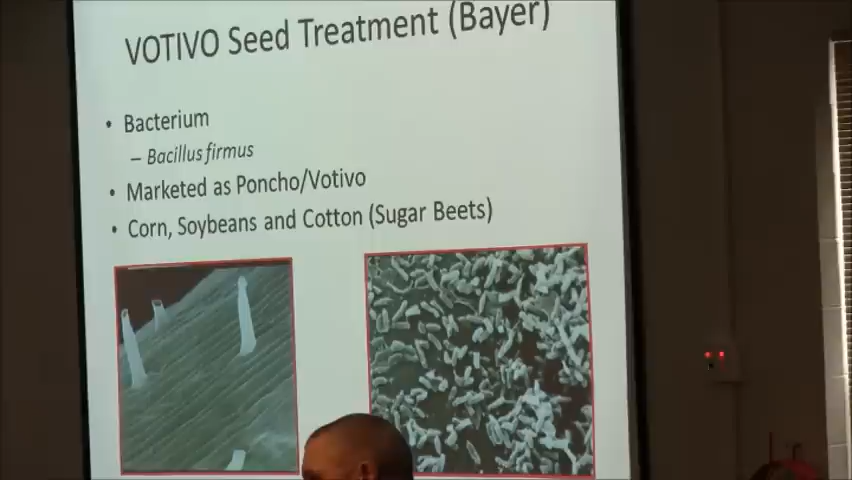 VOTIVO Seed Treatment (Bayer)
• Bacterium
– Bacillus firmus
• Marketed as Poncho/Votivo
• Corn, Soybeans and Cotton (Sugar Beets)